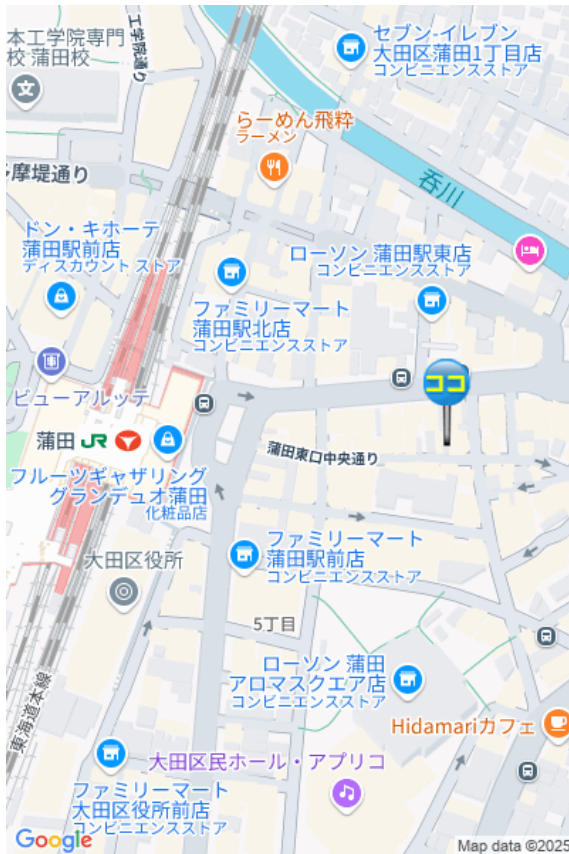 工学院通り
本工学院専門
校 蒲田校
セブン-イレブン
大田区蒲田1丁目店
コンビニエンスストア
らーめん飛粋
ラーメン
多摩堤通り
呑川
ドン・キホーテ
蒲田駅前店
ディスカウント ストア
ローソン 蒲田駅東店
コンビニエンスストア
ファミリーマート
蒲田駅北店
コンビニエンスストア
ココ
ビューアルッテ
蒲田 JR
蒲田東口中央通り
フルーツギャザリング
グランデュオ蒲田
化粧品店
ファミリーマート
蒲田駅前店
コンビニエンスストア
大田区役所
5丁目
ローソン 蒲田
アロマスクエア店
コンビニエンスストア
東海道本線
Hidamariカフェ
大田区民ホール・アプリコ
ファミリーマート
大田区役所前店
コンビニエンスストア
Google
Map data ©2025